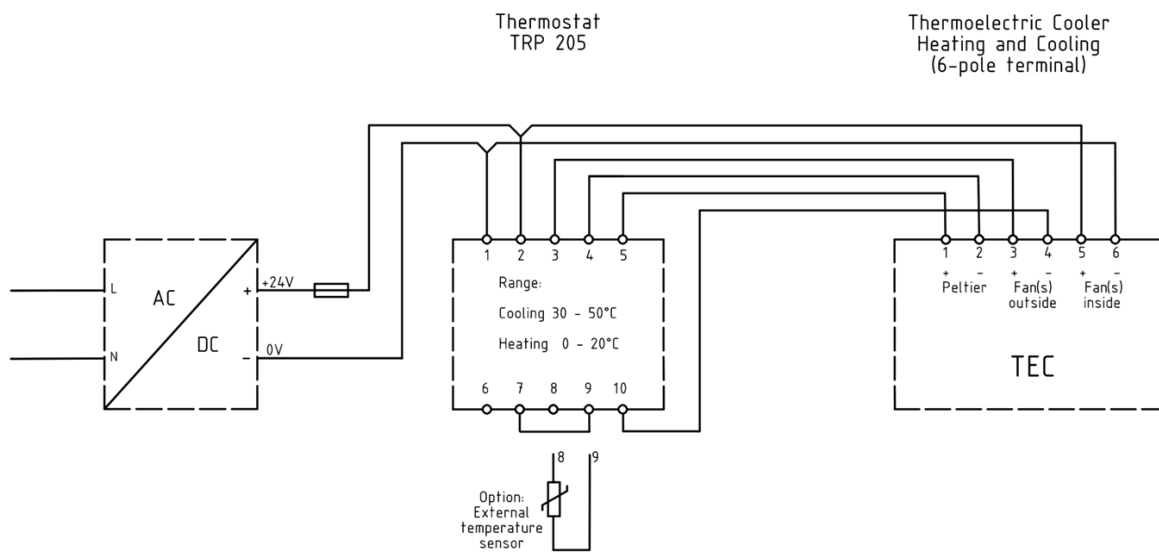 Thermostat
TRP 205
Thermoelectric Cooler
Heating and Cooling
(6-pole terminal)
1 2 3 4 5
1 2 3 4 5 6
+ - + - + -
Peltier
Fan(s)
outside
Fan(s)
inside
TEC
L
N
AC
DC
+
+24V
-
0V
Range:
Cooling 30 - 50°C
Heating 0 - 20°C
6 7 8 9 10
8 9
Option:
External
temperature
sensor